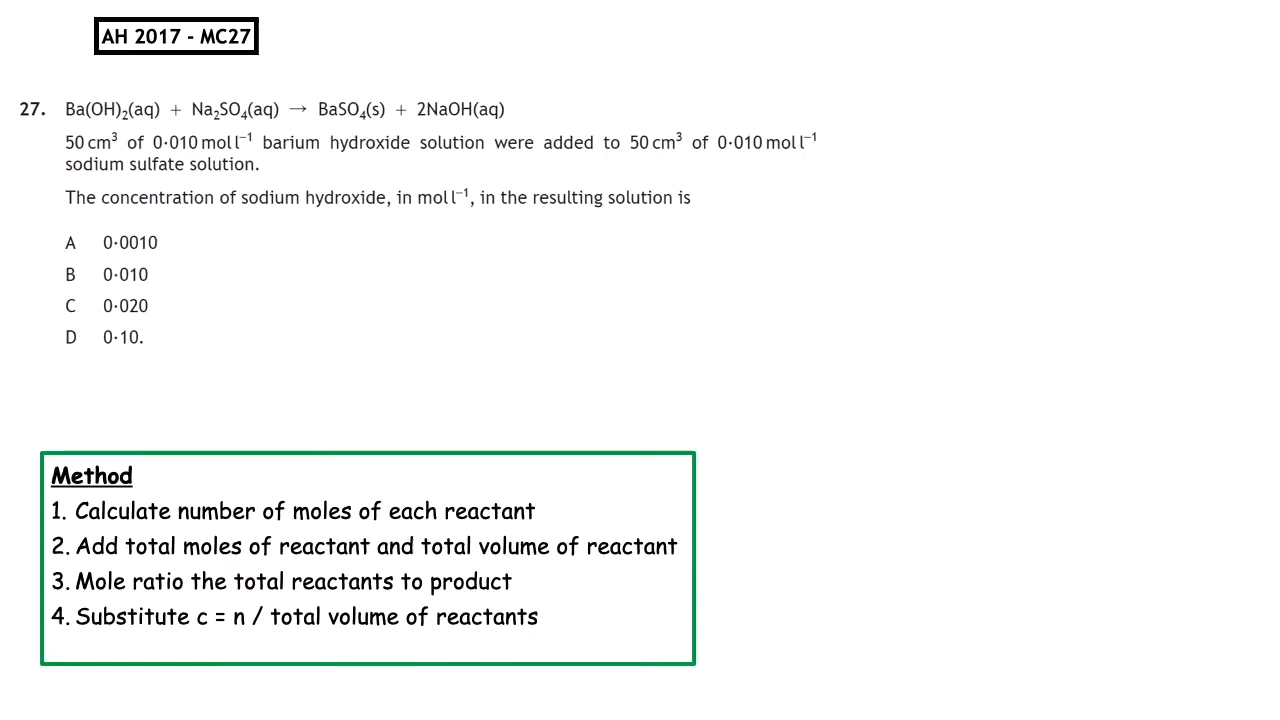 AH 2017 - MC27
27. Ba(OH)₂(aq) + Na₂SO₄(aq) → BaSO₄(s) + 2NaOH(aq)
50 cm³ of 0·010 mol l⁻¹ barium hydroxide solution were added to 50 cm³ of 0·010 mol l⁻¹
sodium sulfate solution.
The concentration of sodium hydroxide, in mol l⁻¹, in the resulting solution is
A 0·0010
B 0·010
C 0·020
D 0·10.
Method
1. Calculate number of moles of each reactant
2. Add total moles of reactant and total volume of reactant
3. Mole ratio the total reactants to product
4. Substitute c = n / total volume of reactants